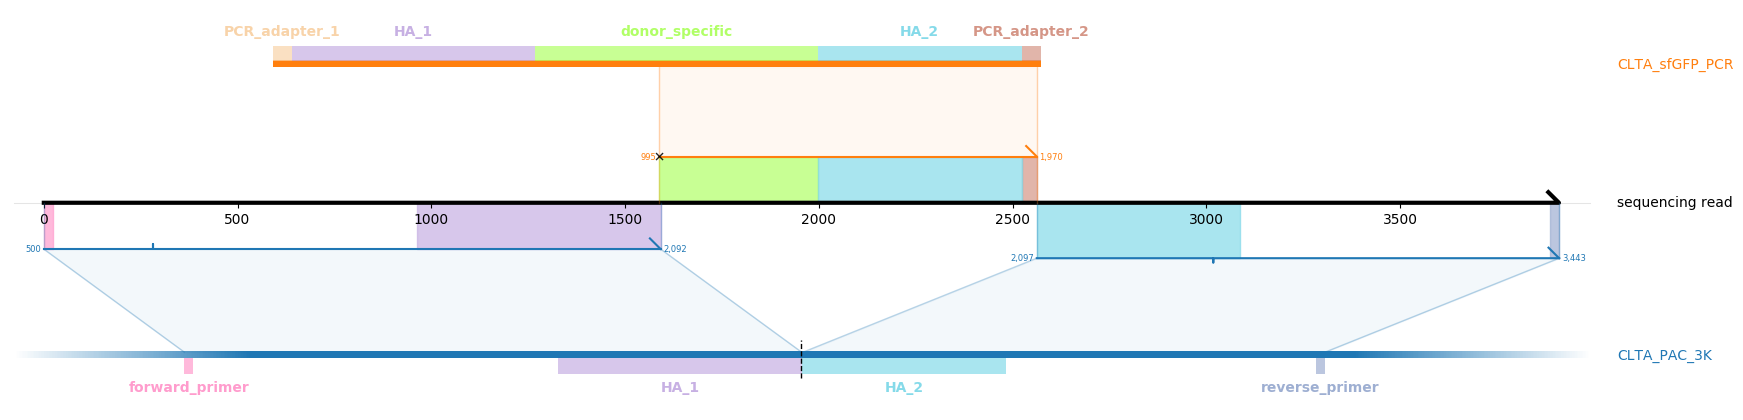 PCR_adapter_1 HA_1 donor_specific HA_2 PCR_adapter_2
CLTA_sfGFP_PCR
995 1,970
sequencing read
0 500 1000 1500 2000 2500 3000 3500
500 2,092 2,097 3,443
CLTA_PAC_3K
forward_primer HA_1 HA_2 reverse_primer